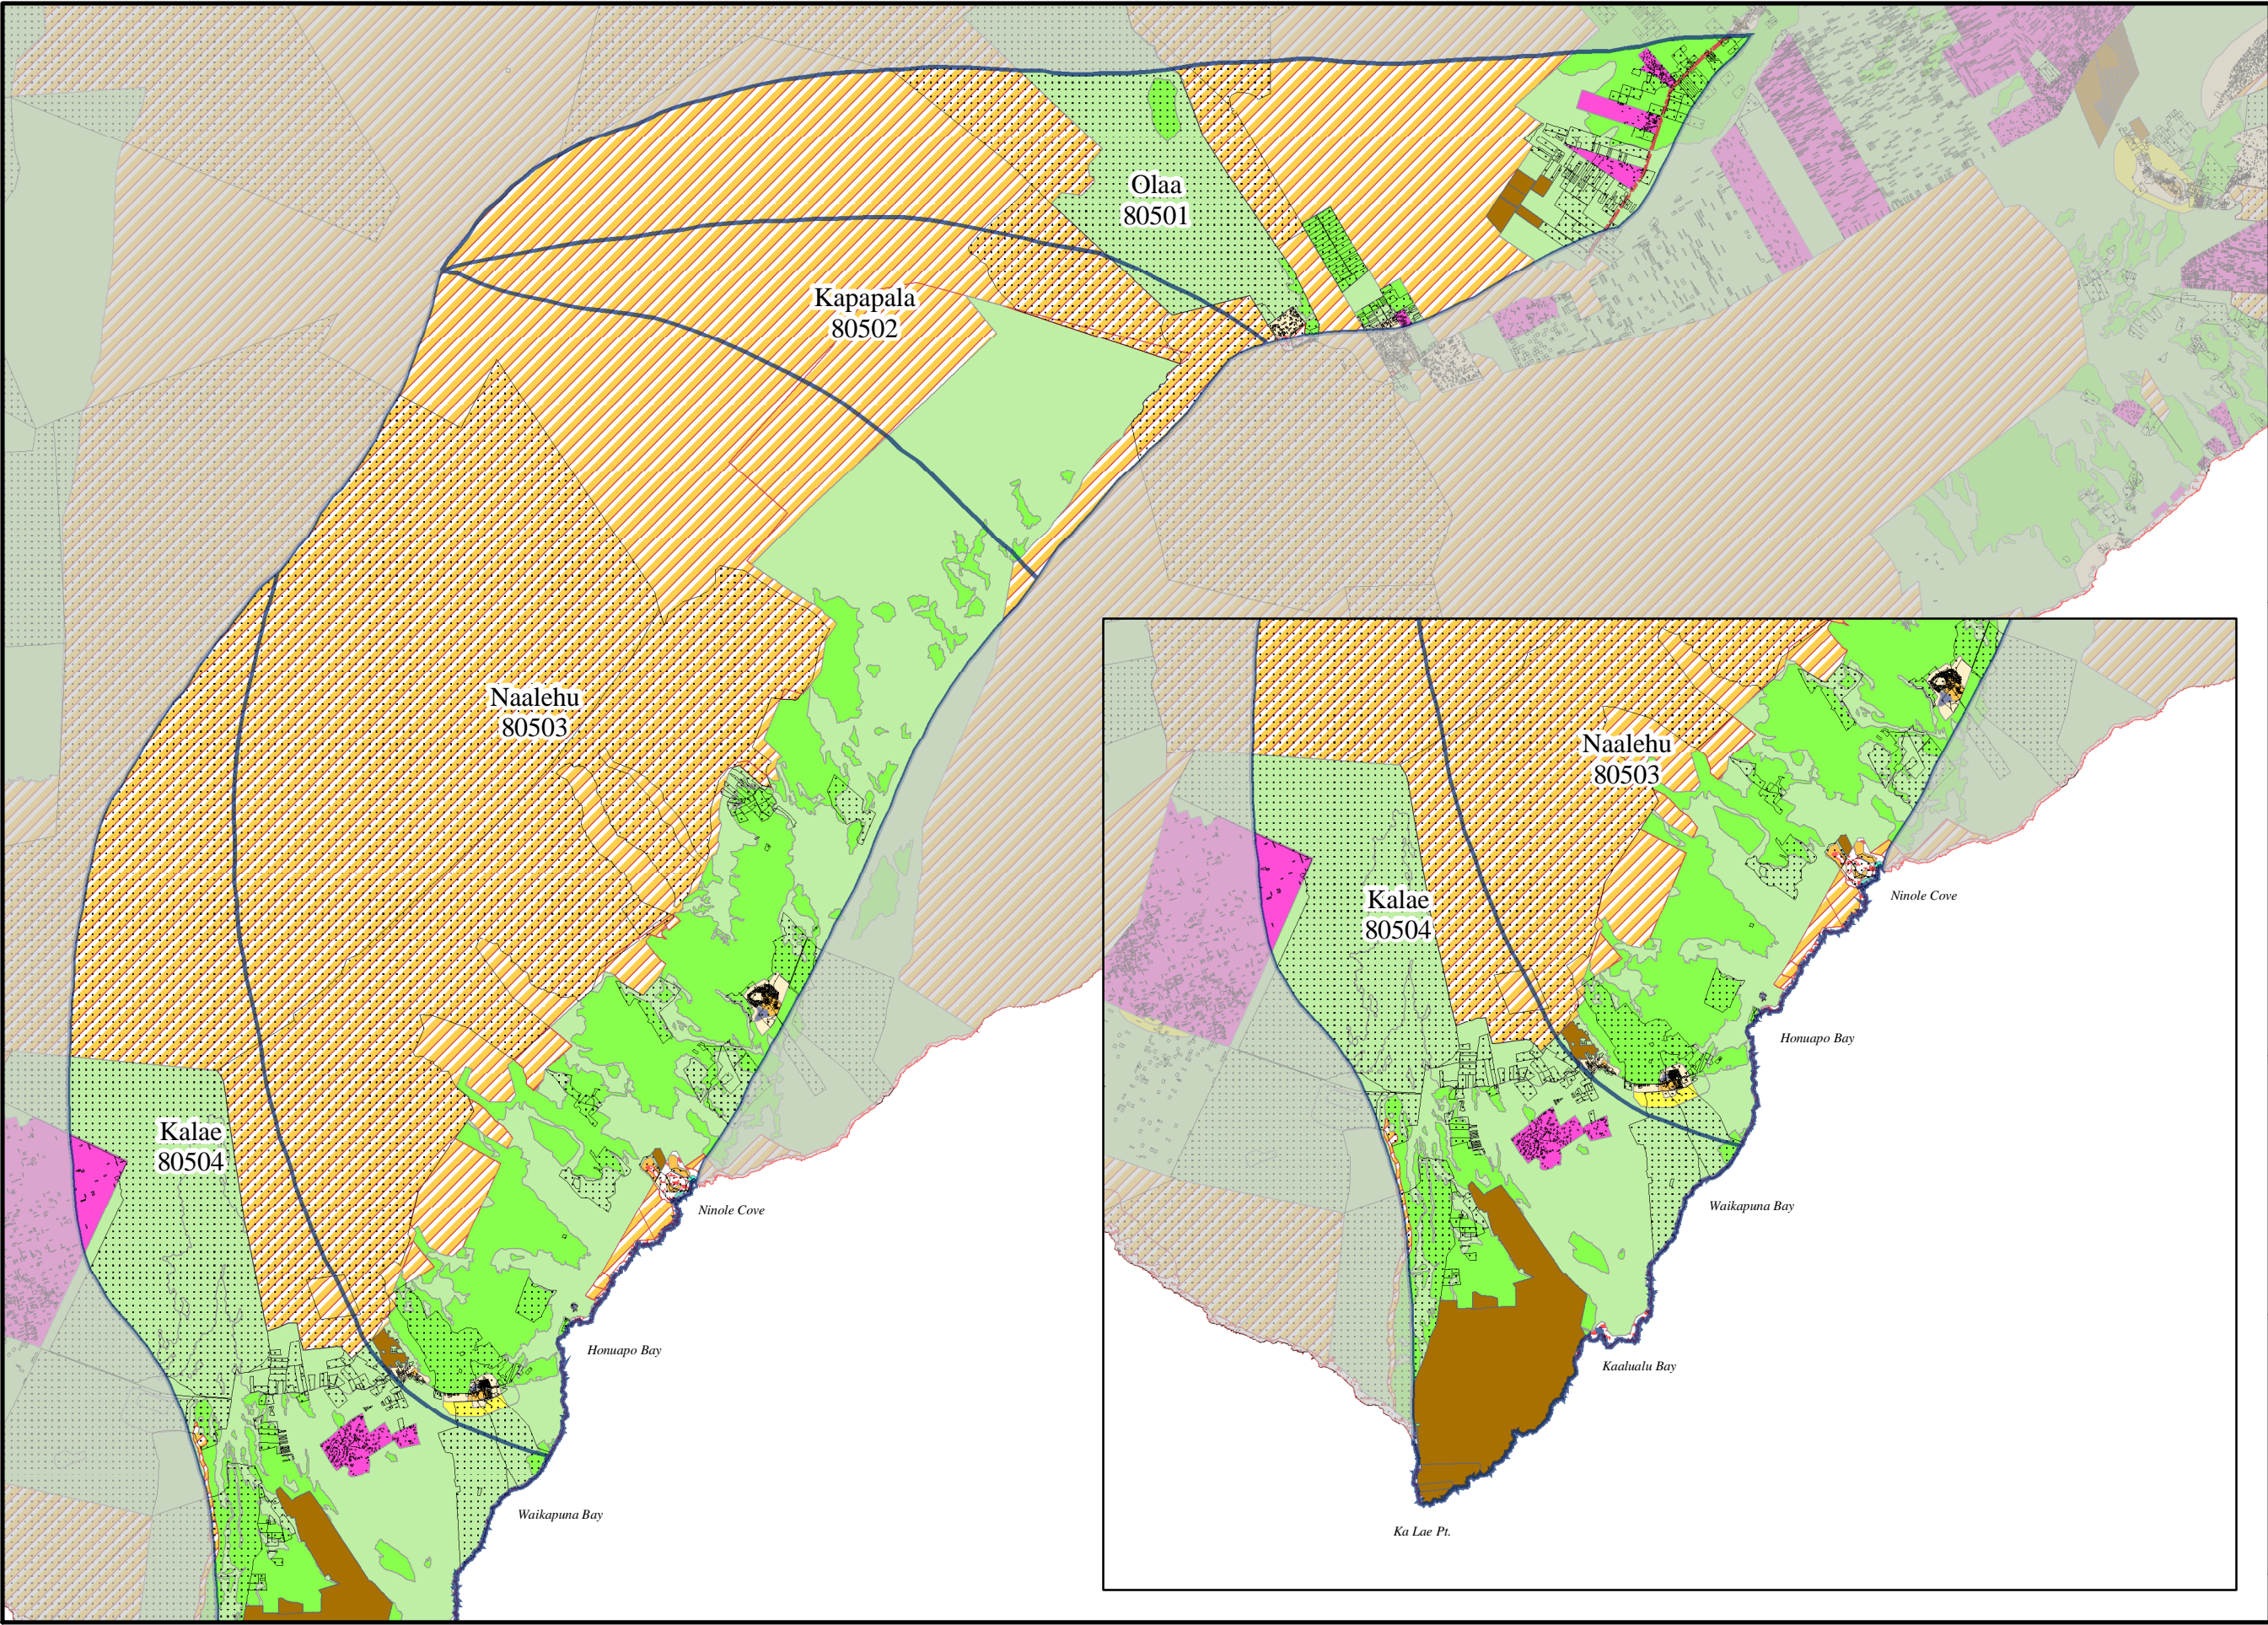 Olaa
80501
Kapapala
80502
Naalehu
80503
Kalae
80504
Ninole Cove
Honuapo Bay
Waikapuna Bay
Naalehu
80503
Kalae
80504
Ninole Cove
Honuapo Bay
Waikapuna Bay
Kaalualu Bay
Ka Lae Pt.